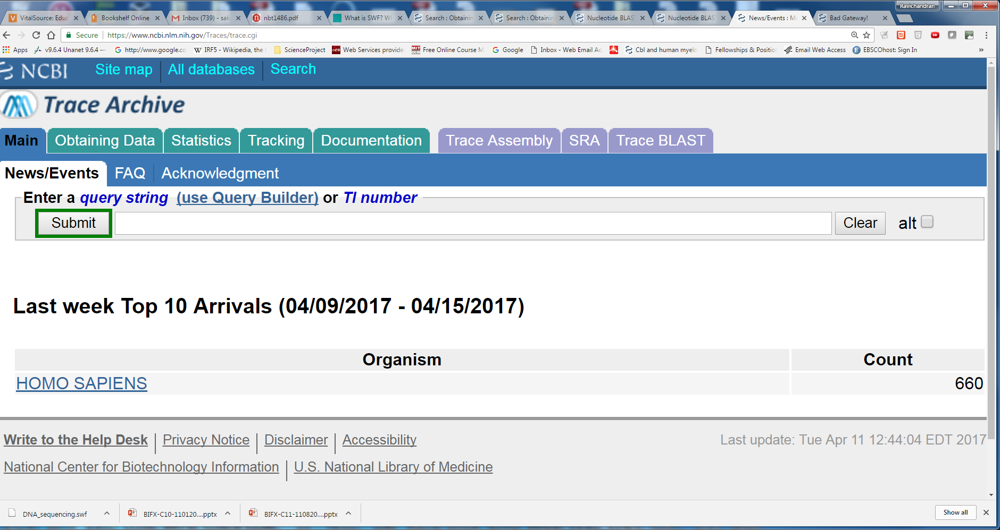 Ravichandran
VitalSource: Educ
Bookshelf Online
Inbox (739) - sak
nbt1486.pdf
What is SWF? Wh
Search : Obtainin
Search : Obtainin
Nucleotide BLAS
Nucleotide BLAS
News/Events : Ma
Bad Gateway!
Secure https://www.ncbi.nlm.nih.gov/Traces/trace.cgi
Apps
v9.6.4 Unanet 9.6.4 —
http://www.google.co
IRF5 - Wikipedia, the
ScienceProject
Web Services provide
Free Online Course M
Google
Inbox - Web Email Ac
Cbl and human myelo
Fellowships & Positio
Email Web Access
EBSCOhost: Sign In
»
NCBI Site map All databases Search
Trace Archive
Main Obtaining Data Statistics Tracking Documentation Trace Assembly SRA Trace BLAST
News/Events FAQ Acknowledgment
Enter a query string (use Query Builder) or TI number
Submit Clear alt
Last week Top 10 Arrivals (04/09/2017 - 04/15/2017)
Organism Count
HOMO SAPIENS 660
Write to the Help Desk Privacy Notice Disclaimer Accessibility Last update: Tue Apr 11 12:44:04 EDT 2017
National Center for Biotechnology Information U.S. National Library of Medicine
DNA_sequencing.swf BIFX-C10-110120....pptx BIFX-C11-110820....pptx Show all